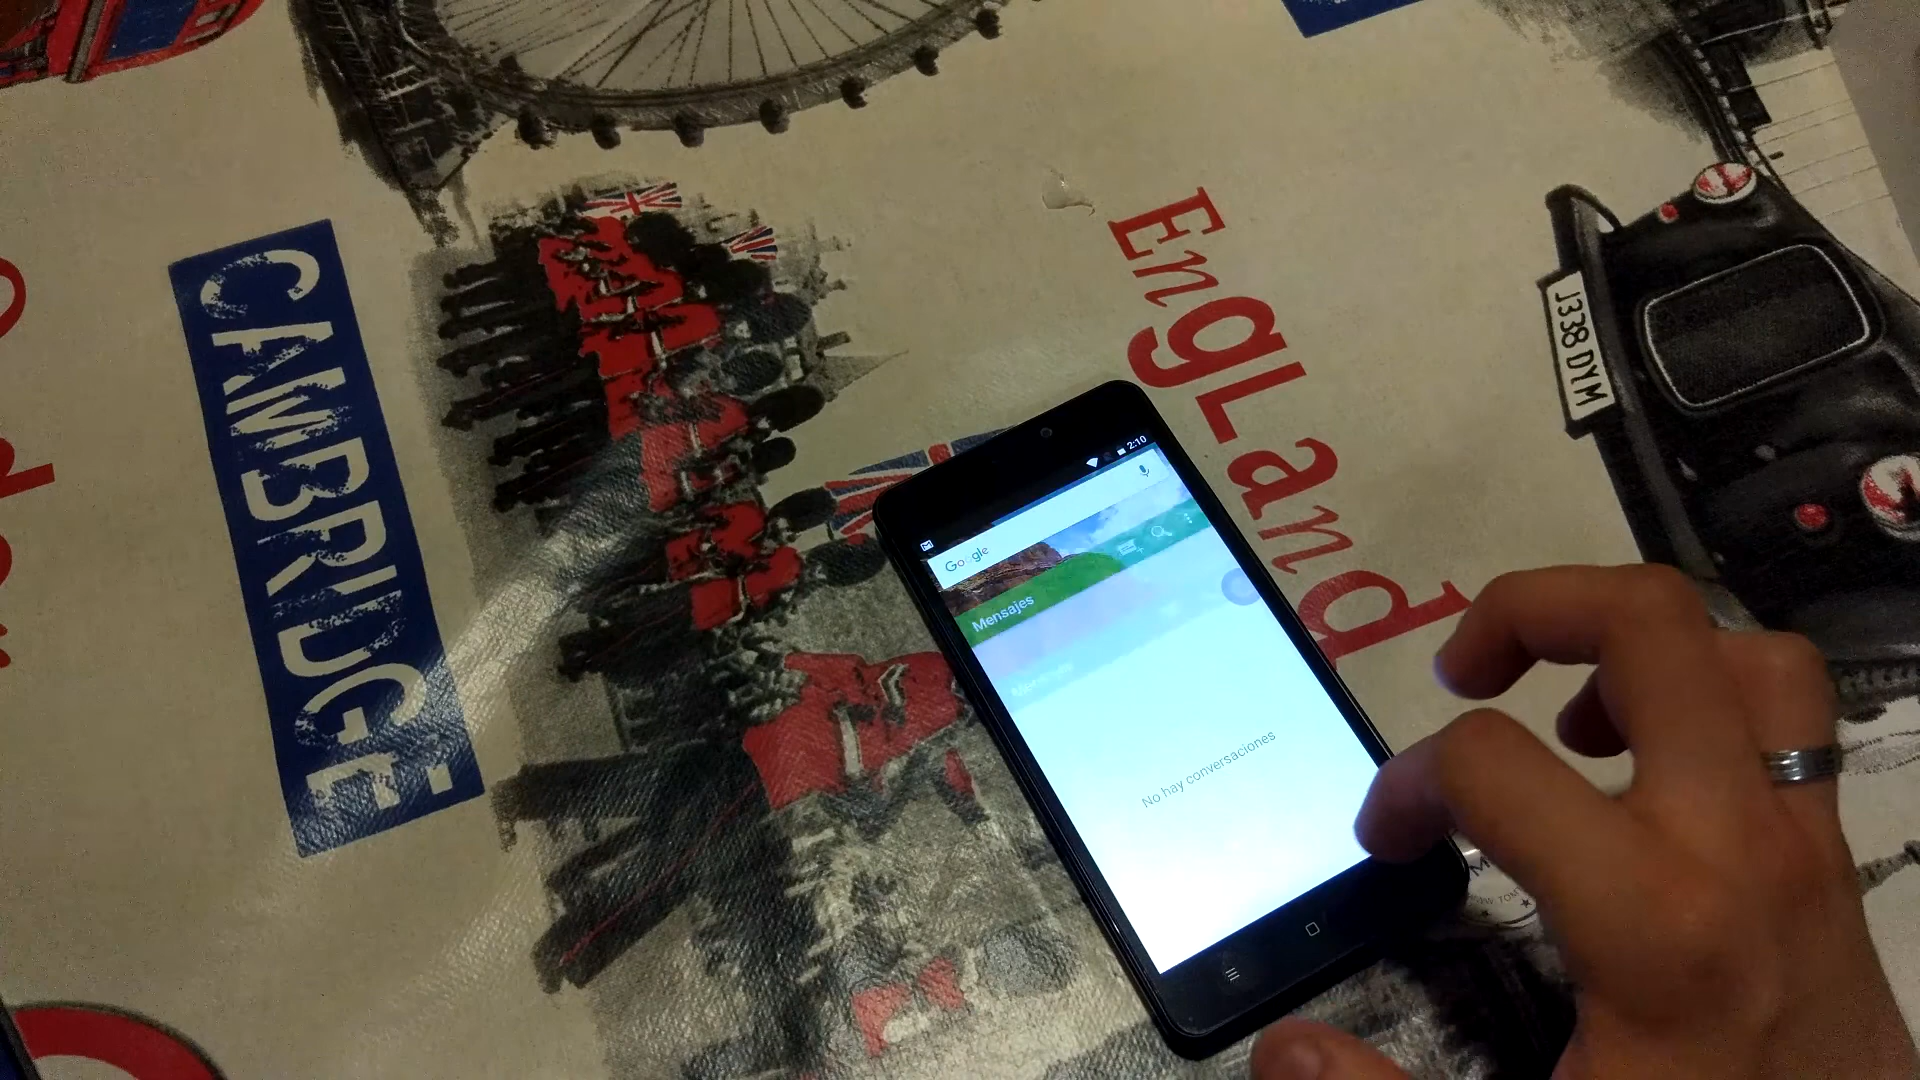 CAMBRIDGE
England
J338 DYM
2:10
Google
Mensajes
No hay conversaciones